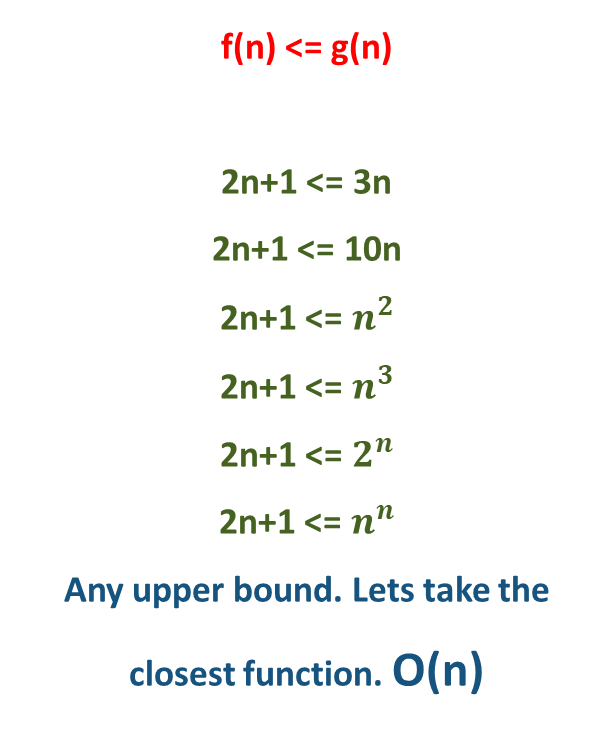 f(n) <= g(n)
2n+1 <= 3n
2n+1 <= 10n
2n+1 <= n²
2n+1 <= n³
2n+1 <= 2ⁿ
2n+1 <= nⁿ
Any upper bound. Lets take the
closest function. O(n)